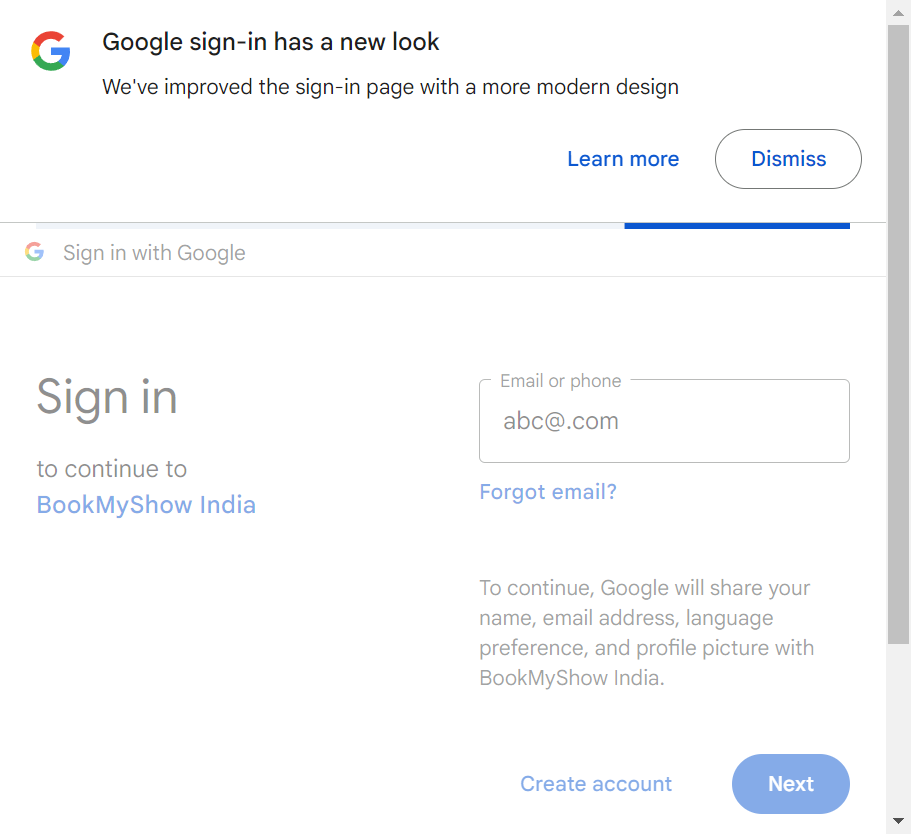 Google sign-in has a new look
We've improved the sign-in page with a more modern design
Learn more
Dismiss
Sign in with Google
Sign in
to continue to
BookMyShow India
Email or phone
abc@.com
Forgot email?
To continue, Google will share your
name, email address, language
preference, and profile picture with
BookMyShow India.
Create account
Next